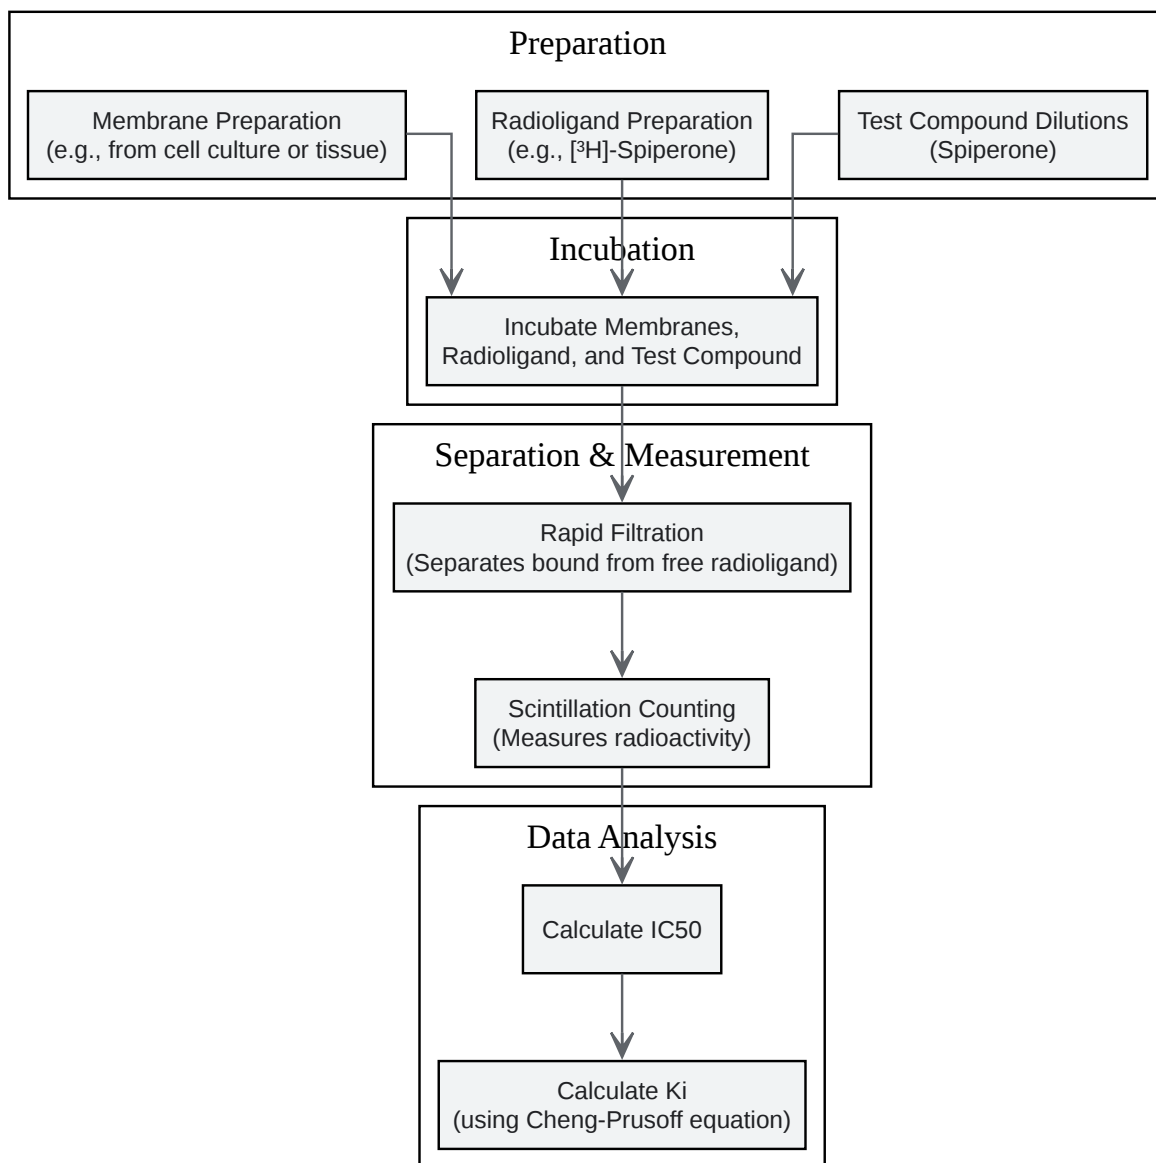 Preparation
Membrane Preparation
(e.g., from cell culture or tissue)
Radioligand Preparation
(e.g., [³H]-Spiperone)
Test Compound Dilutions
(Spiperone)
Incubation
Incubate Membranes,
Radioligand, and Test Compound
Separation & Measurement
Rapid Filtration
(Separates bound from free radioligand)
Scintillation Counting
(Measures radioactivity)
Data Analysis
Calculate IC50
Calculate Ki
(using Cheng-Prusoff equation)